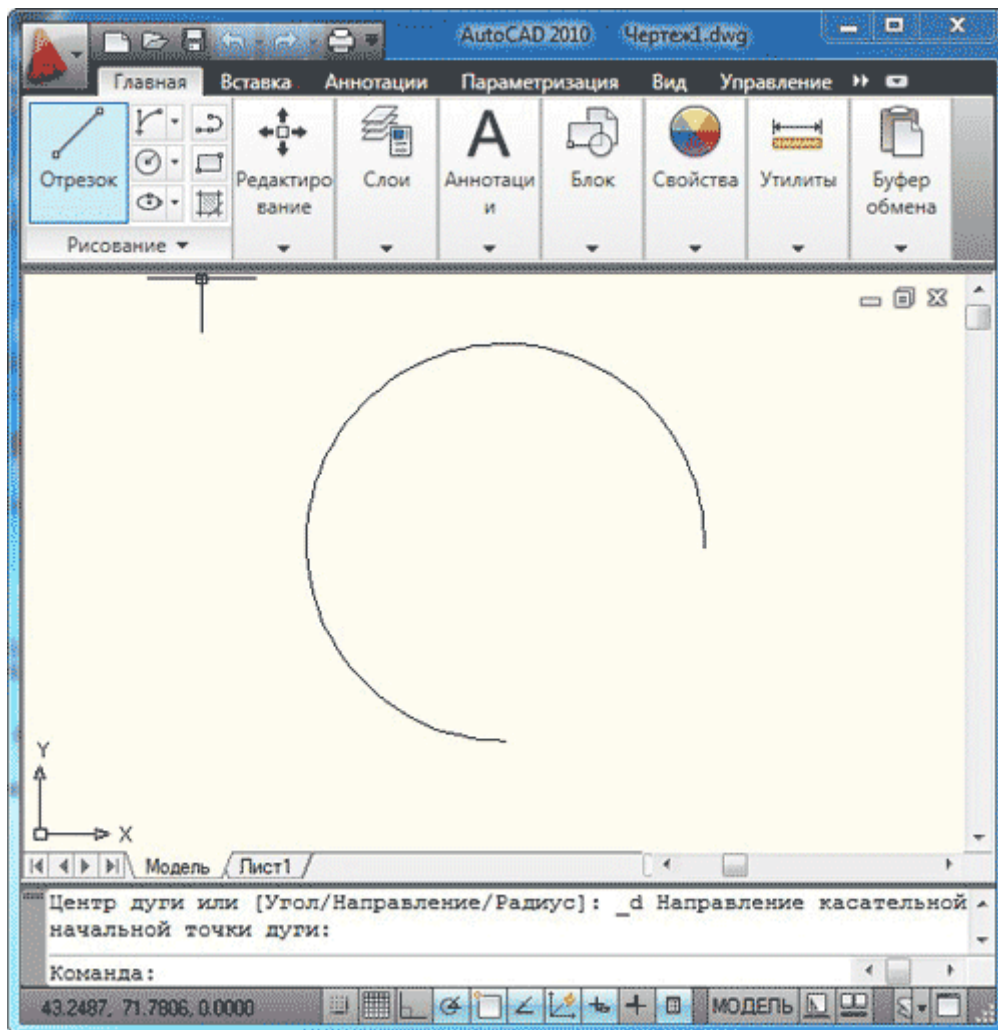 AutoCAD 2010 Чертеж1.dwg
Главная Вставка Аннотации Параметризация Вид Управление
Отрезок
Редактиро
вание
Слои
Аннотаци
и
Блок
Свойства
Утилиты
Буфер
обмена
Рисование
Y
X
Модель Лист1
Центр дуги или [Угол/Направление/Радиус]: _d Направление касательной
начальной точки дуги:
Команда:
43.2487, 71.7806, 0.0000 МОДЕЛЬ